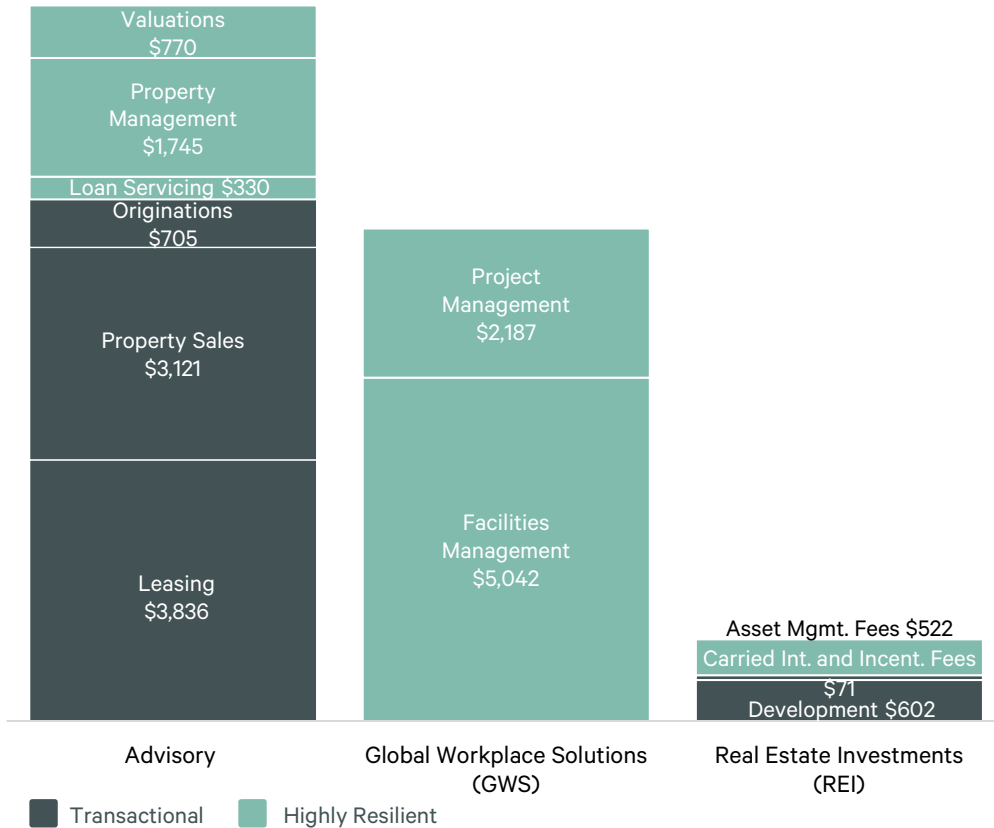 Valuations
$770
Property
Management
$1,745
Loan Servicing $330
Originations
$705
Property Sales
$3,121
Leasing
$3,836
Advisory
Project
Management
$2,187
Facilities
Management
$5,042
Global Workplace Solutions
(GWS)
Asset Mgmt. Fees $522
Carried Int. and Incent. Fees
$71
Development $602
Real Estate Investments
(REI)
Transactional
Highly Resilient